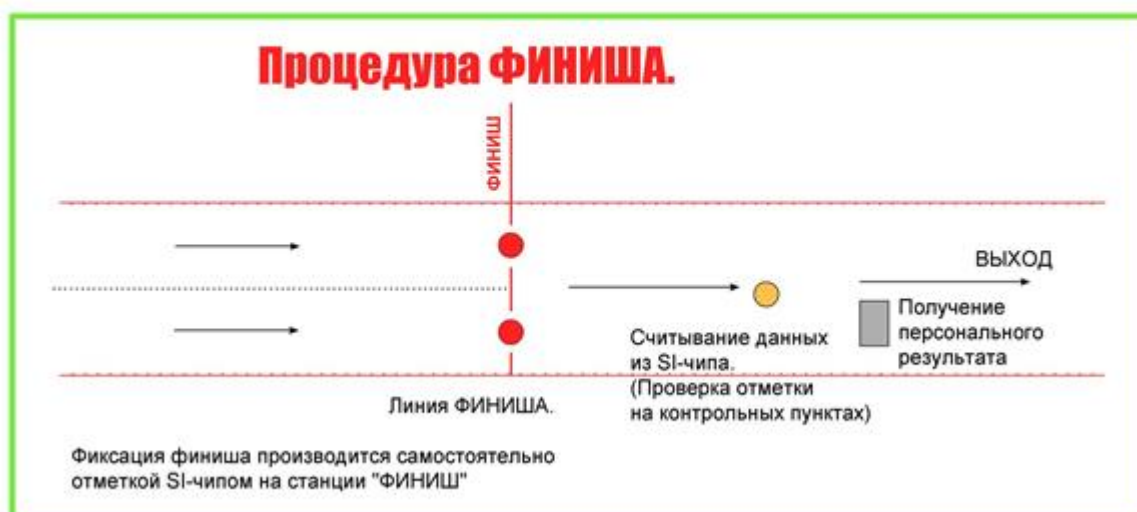 Процедура ФИНИША.
ФИНИШ
ВЫХОД
Получение
персонального
результата
Считывание данных
из SI-чипа.
(Проверка отметки
на контрольных пунктах)
Линия ФИНИША.
Фиксация финиша производится самостоятельно
отметкой SI-чипом на станции "ФИНИШ"